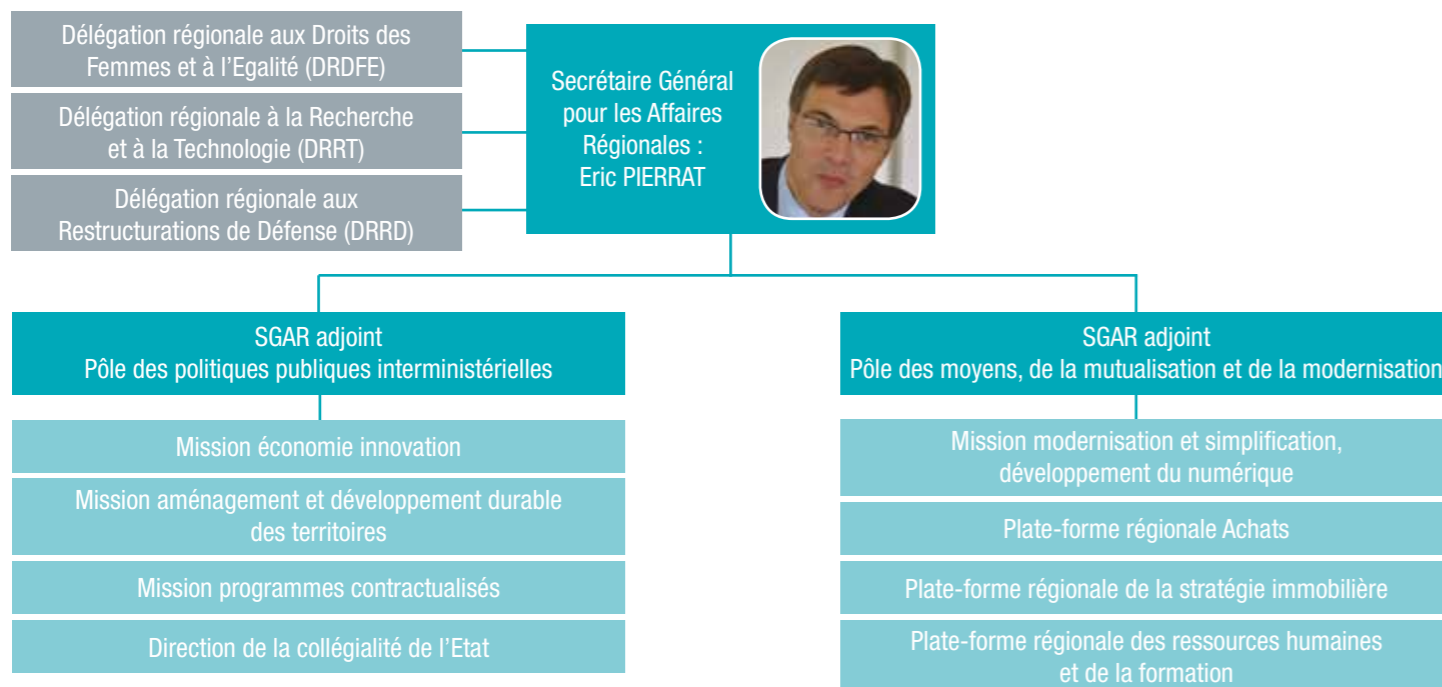 Délégation régionale aux Droits des
Femmes et à l'Egalité (DRDFE)
Délégation régionale à la Recherche
et à la Technologie (DRRT)
Délégation régionale aux
Restructurations de Défense (DRRD)
Secrétaire Général
pour les Affaires
Régionales :
Eric PIERRAT
SGAR adjoint
Pôle des politiques publiques interministérielles
Mission économie innovation
Mission aménagement et développement durable
des territoires
Mission programmes contractualisés
Direction de la collégialité de l'Etat
SGAR adjoint
Pôle des moyens, de la mutualisation et de la modernisation
Mission modernisation et simplification,
développement du numérique
Plate-forme régionale Achats
Plate-forme régionale de la stratégie immobilière
Plate-forme régionale des ressources humaines
et de la formation